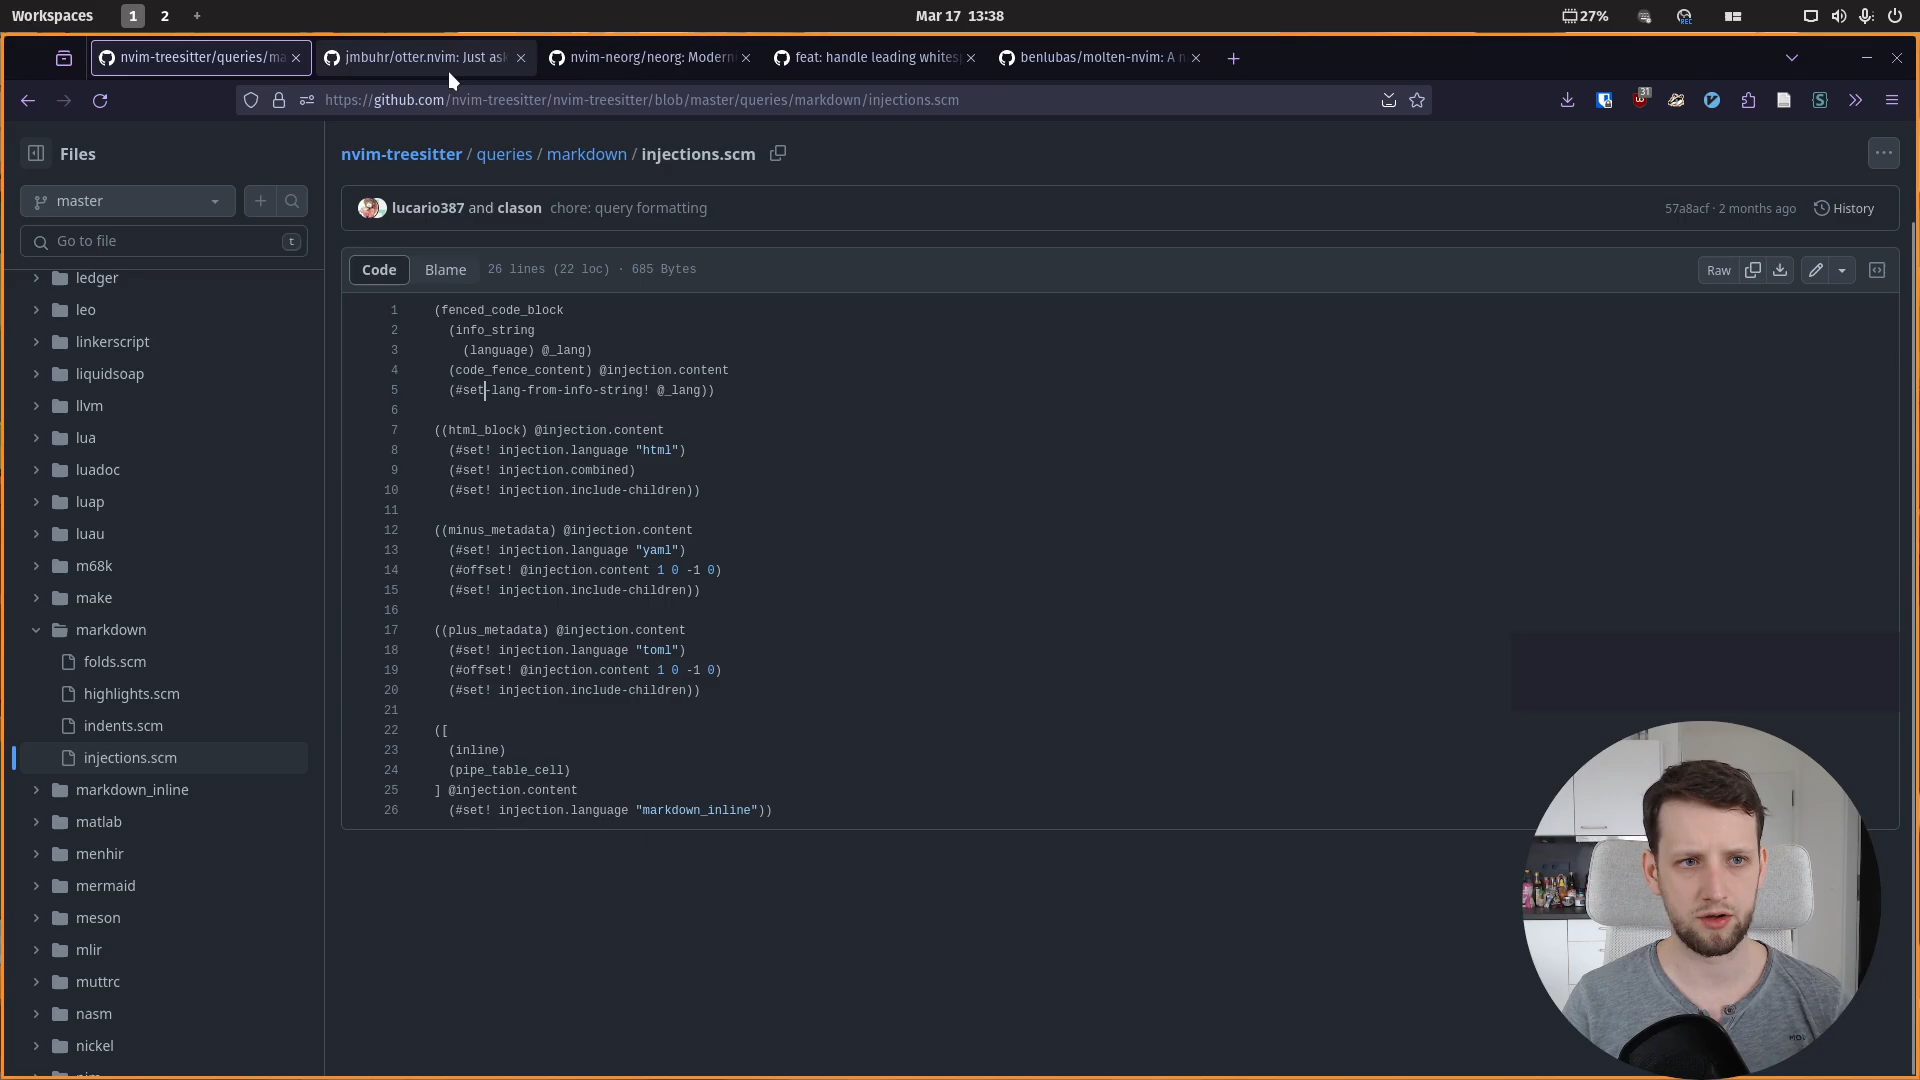 Workspaces 1 2 +
Mar 17 13:38
27% REC
nvim-treesitter/queries/ma
jmbuhr/otter.nvim: Just ask
nvim-neorg/neorg: Modern
feat: handle leading whites
benlubas/molten-nvim: A n
https://github.com/nvim-treesitter/nvim-treesitter/blob/master/queries/markdown/injections.scm
31
Files
master
Go to file t
ledger
leo
linkerscript
liquidsoap
llvm
lua
luadoc
luap
luau
m68k
make
markdown
folds.scm
highlights.scm
indents.scm
injections.scm
markdown_inline
matlab
menhir
mermaid
meson
mlir
muttrc
nasm
nickel
nim
nvim-treesitter / queries / markdown / injections.scm
lucario387 and clason chore: query formatting
57a8acf · 2 months ago History
Code Blame 26 lines (22 loc) · 685 Bytes
Raw
1 (fenced_code_block
2 (info_string
3 (language) @_lang)
4 (code_fence_content) @injection.content
5 (#set-lang-from-info-string! @_lang))
6
7 ((html_block) @injection.content
8 (#set! injection.language "html")
9 (#set! injection.combined)
10 (#set! injection.include-children))
11
12 ((minus_metadata) @injection.content
13 (#set! injection.language "yaml")
14 (#offset! @injection.content 1 0 -1 0)
15 (#set! injection.include-children))
16
17 ((plus_metadata) @injection.content
18 (#set! injection.language "toml")
19 (#offset! @injection.content 1 0 -1 0)
20 (#set! injection.include-children))
21
22 ([
23 (inline)
24 (pipe_table_cell)
25 ] @injection.content
26 (#set! injection.language "markdown_inline"))